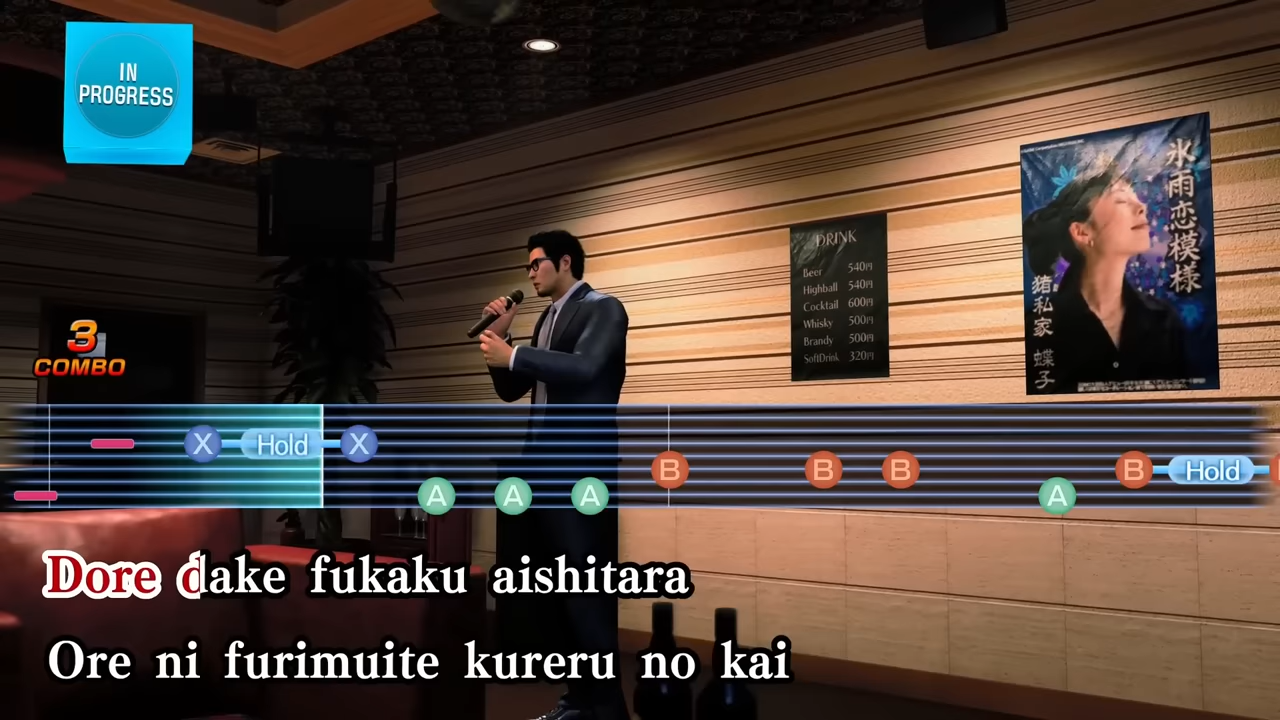 IN
PROGRESS
氷雨恋模様
猪私家 蝶子
DRINK
Beer 540円
Highball 540円
Cocktail 600円
Whisky 500円
Brandy 500円
SoftDrink 320円
3
COMBO
X Hold X
B B B B Hold
A A A A
Dore dake fukaku aishitara
Ore ni furimuite kureru no kai